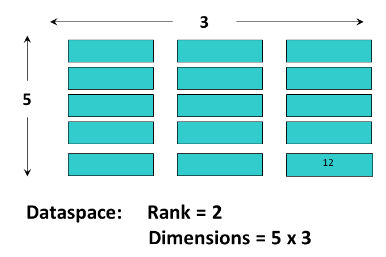 3
5
12
Dataspace: Rank = 2
Dimensions = 5 x 3